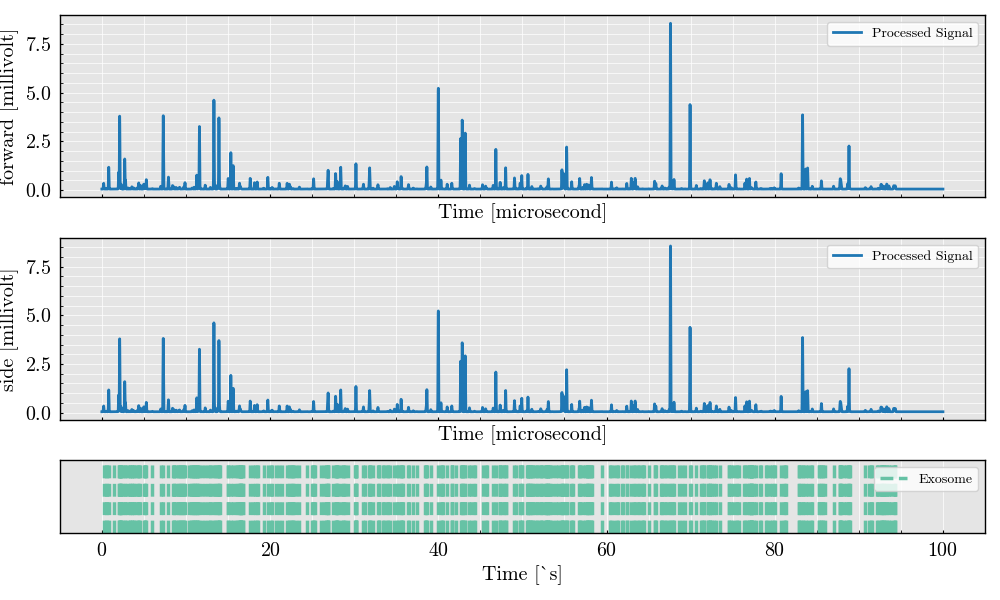 forward [millivolt]
7.5
5.0
2.5
0.0
Processed Signal
Time [microsecond]
side [millivolt]
7.5
5.0
2.5
0.0
Processed Signal
Time [microsecond]
Exosome
0 20 40 60 80 100
Time [`s]